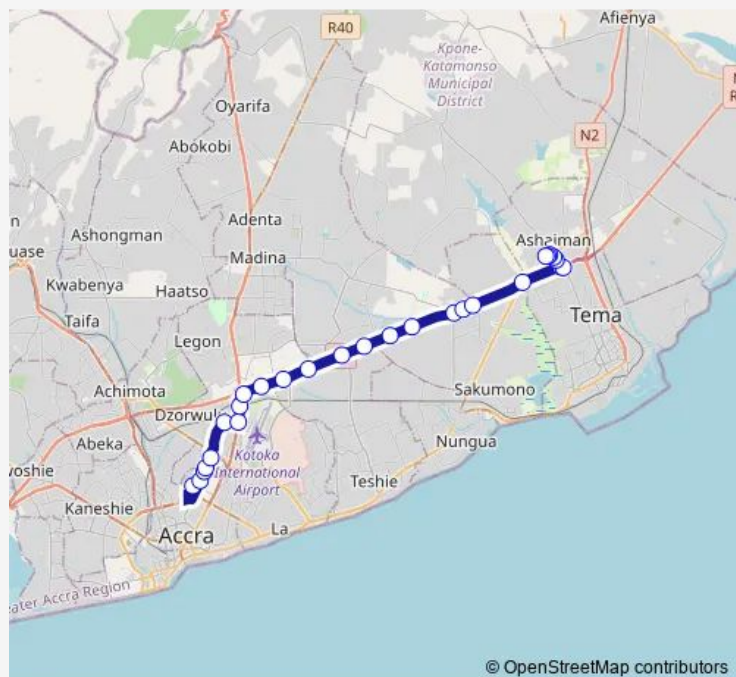 Afienya
R40
Kpone-
Katamanso
Municipal
District
Oyarifa
N2
Abokobi
Adenta
Ashongman
Ashaiman
Madina
Kwabenya
Haatso
Taifa
Tema
Legon
Achimota
Sakumono
Dzorwulu
Abeka
Nungua
Kotoka
International
Airport
Teshie
Kaneshie
La
Accra
Greater Accra Region
© OpenStreetMap contributors